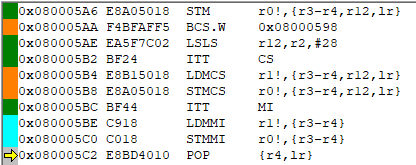 0x080005A6 E8A05018 STM r0!,{r3-r4,r12,lr}
0x080005AA F4BFAFF5 BCS.W 0x08000598
0x080005AE EA5F7C02 LSLS r12,r2,#28
0x080005B2 BF24 ITT CS
0x080005B4 E8B15018 LDMCS r1!,{r3-r4,r12,lr}
0x080005B8 E8A05018 STMCS r0!,{r3-r4,r12,lr}
0x080005BC BF44 ITT MI
0x080005BE C918 LDMMI r1!,{r3-r4}
0x080005C0 C018 STMMI r0!,{r3-r4}
0x080005C2 E8BD4010 POP {r4,lr}